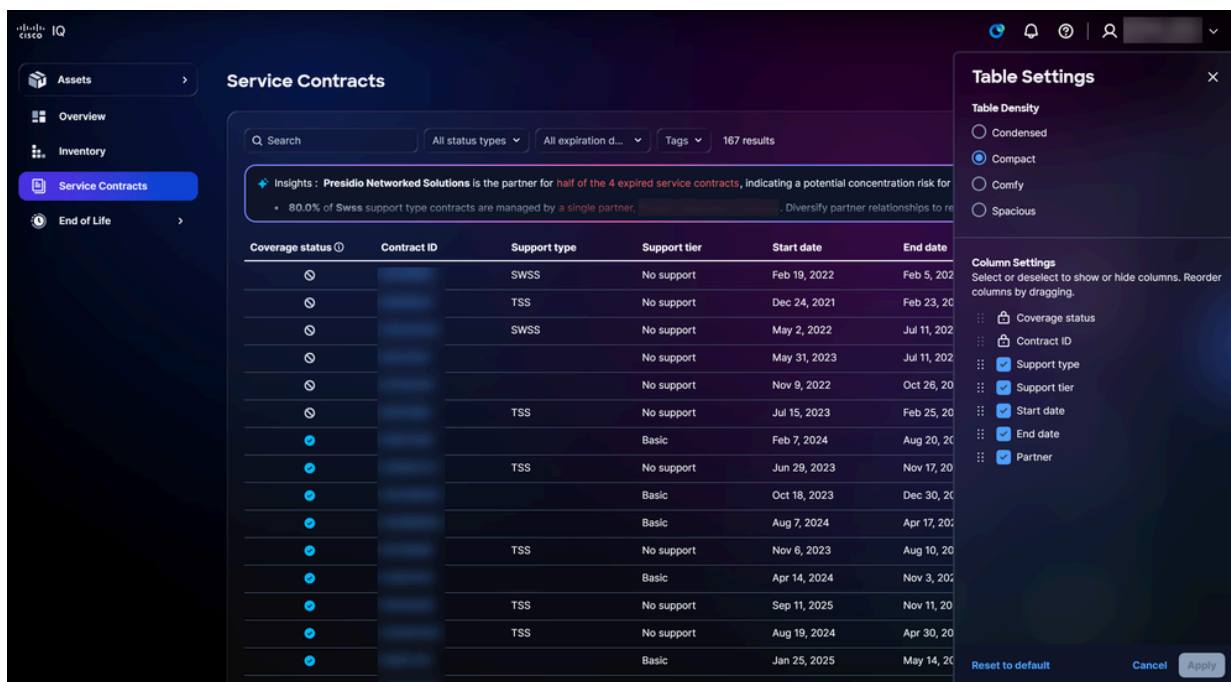 cisco IQ
Assets
Overview
Inventory
Service Contracts
End of Life
Service Contracts
Search
All status types
All expiration d...
Tags
167 results
Insights : Presidio Networked Solutions is the partner for half of the 4 expired service contracts, indicating a potential concentration risk for
• 80.0% of Swss support type contracts are managed by a single partner, . Diversify partner relationships to re
Coverage status Contract ID Support type Support tier Start date End date
SWSS No support Feb 19, 2022 Feb 5, 202
TSS No support Dec 24, 2021 Feb 23, 20
SWSS No support May 2, 2022 Jul 11, 202
No support May 31, 2023 Jul 11, 202
No support Nov 9, 2022 Oct 26, 20
TSS No support Jul 15, 2023 Feb 25, 20
Basic Feb 7, 2024 Aug 20, 20
TSS No support Jun 29, 2023 Nov 17, 20
Basic Oct 18, 2023 Dec 30, 20
Basic Aug 7, 2024 Apr 17, 202
TSS No support Nov 6, 2023 Aug 10, 20
Basic Apr 14, 2024 Nov 3, 202
TSS No support Sep 11, 2025 Nov 11, 20
TSS No support Aug 19, 2024 Apr 30, 20
Basic Jan 25, 2025 May 14, 20
Table Settings
Table Density
Condensed
Compact
Comfy
Spacious
Column Settings
Select or deselect to show or hide columns. Reorder
columns by dragging.
Coverage status
Contract ID
Support type
Support tier
Start date
End date
Partner
Reset to default
Cancel
Apply